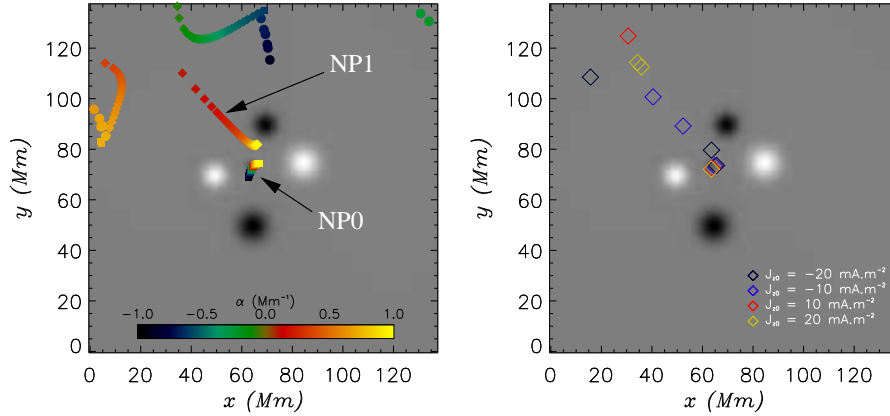 NP1
NP0
α (Mm⁻¹)
−1.0 −0.5 0.0 0.5 1.0
0 20 40 60 80 100 120
x (Mm)
0 20 40 60 80 100 120
y (Mm)
J_z0 = −20 mA.m⁻²
J_z0 = −10 mA.m⁻²
J_z0 = 10 mA.m⁻²
J_z0 = 20 mA.m⁻²
0 20 40 60 80 100 120
x (Mm)
0 20 40 60 80 100 120
y (Mm)